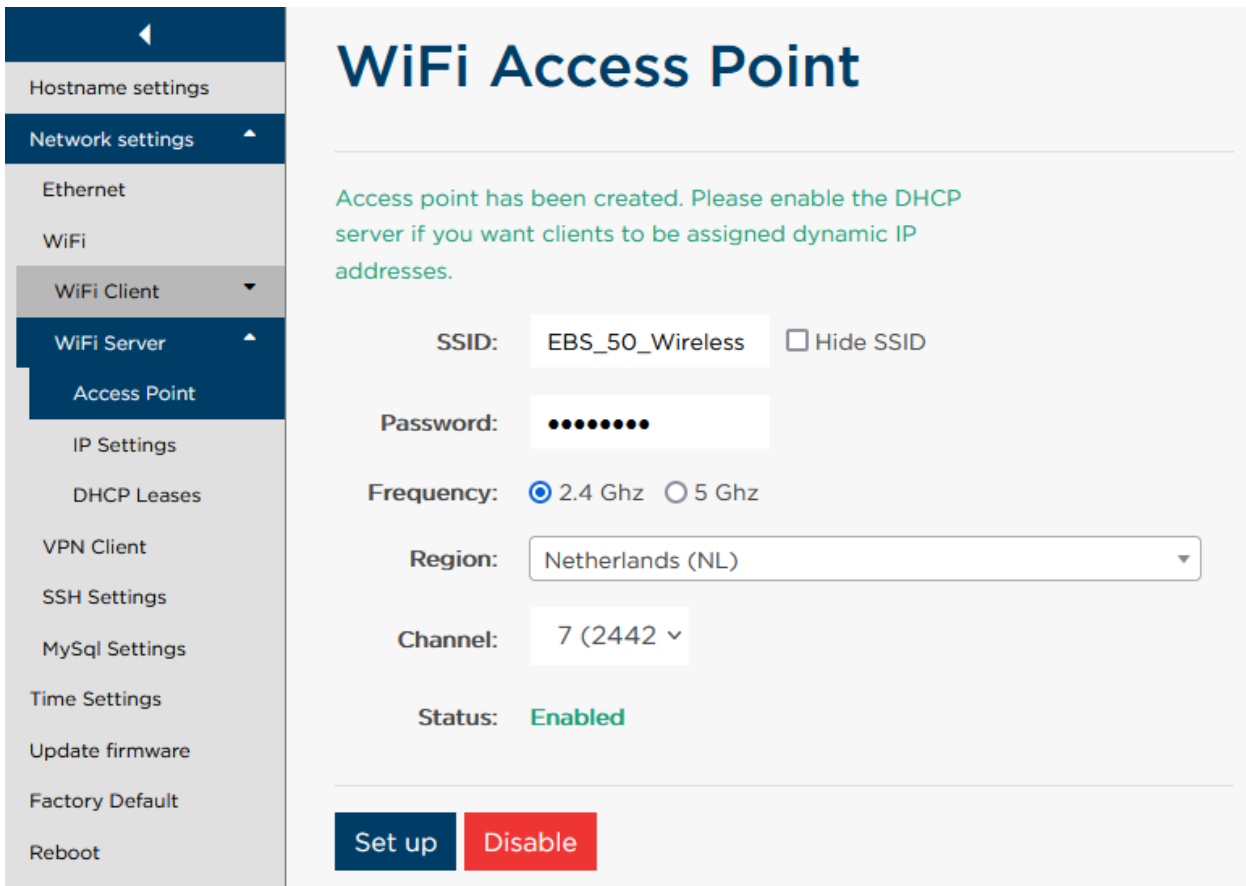 Hostname settings
Network settings
Ethernet
WiFi
WiFi Client
WiFi Server
Access Point
IP Settings
DHCP Leases
VPN Client
SSH Settings
MySql Settings
Time Settings
Update firmware
Factory Default
Reboot
WiFi Access Point
Access point has been created. Please enable the DHCP
server if you want clients to be assigned dynamic IP
addresses.
SSID: EBS_50_Wireless Hide SSID
Password: ••••••••
Frequency: 2.4 Ghz 5 Ghz
Region: Netherlands (NL)
Channel: 7 (2442
Status: Enabled
Set up Disable